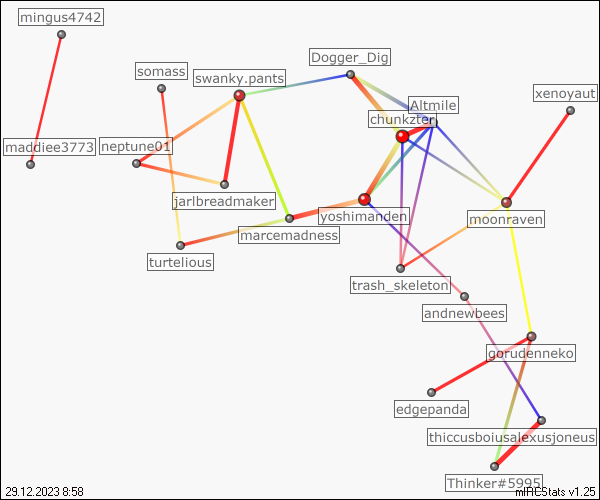 mingus4742
Dogger_Dig
somass
swanky.pants
xenoyaut
Altmile
chunkzter
maddiee3773
neptune01
jarlbreadmaker
yoshimanden
moonraven
marcemadness
turtelious
trash_skeleton
andnewbees
gorudenneko
edgepanda
thiccusboiusalexusjoneus
Thinker#5995
29.12.2023 8:58
mIRCStats v1.25